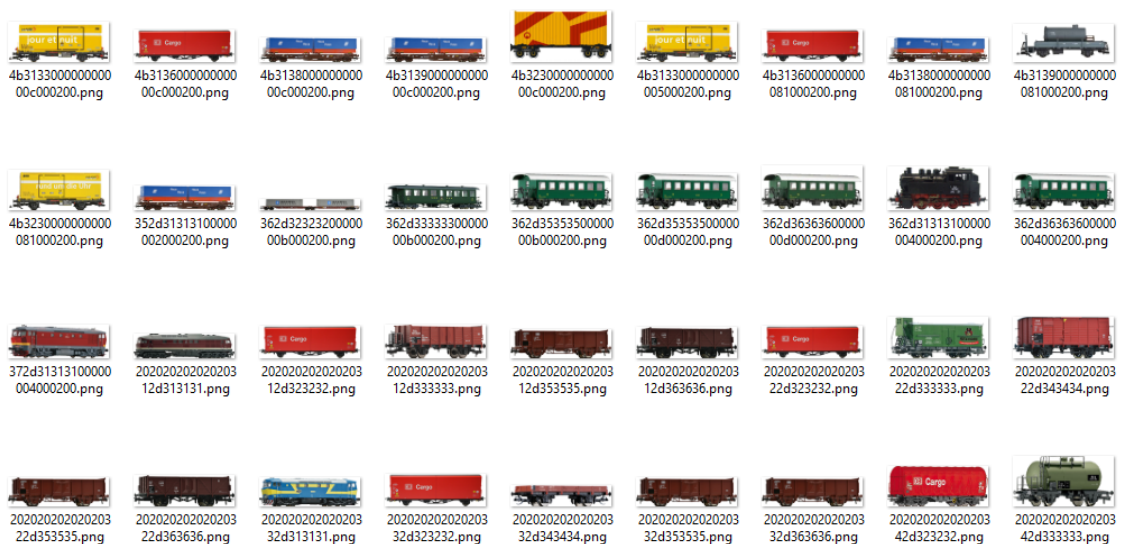 jour et nuit
Cargo
jour et nuit
Cargo
4b3133000000000
00c000200.png
4b3136000000000
00c000200.png
4b3138000000000
00c000200.png
4b3139000000000
00c000200.png
4b3230000000000
00c000200.png
4b3133000000000
005000200.png
4b3136000000000
081000200.png
4b3138000000000
081000200.png
4b3139000000000
081000200.png
rund um die Uhr
4b3230000000000
081000200.png
352d31313100000
002000200.png
362d32323200000
00b000200.png
362d33333300000
00b000200.png
362d35353500000
00b000200.png
362d35353500000
00d000200.png
362d36363600000
00d000200.png
362d31313100000
004000200.png
362d36363600000
004000200.png
Cargo
Cargo
372d31313100000
004000200.png
202020202020203
12d313131.png
202020202020203
12d323232.png
202020202020203
12d333333.png
202020202020203
12d353535.png
202020202020203
12d363636.png
202020202020203
22d323232.png
202020202020203
22d333333.png
202020202020203
22d343434.png
Cargo
Cargo
202020202020203
22d353535.png
202020202020203
22d363636.png
202020202020203
32d313131.png
202020202020203
32d323232.png
202020202020203
32d343434.png
202020202020203
32d353535.png
202020202020203
32d363636.png
202020202020203
42d323232.png
202020202020203
42d333333.png